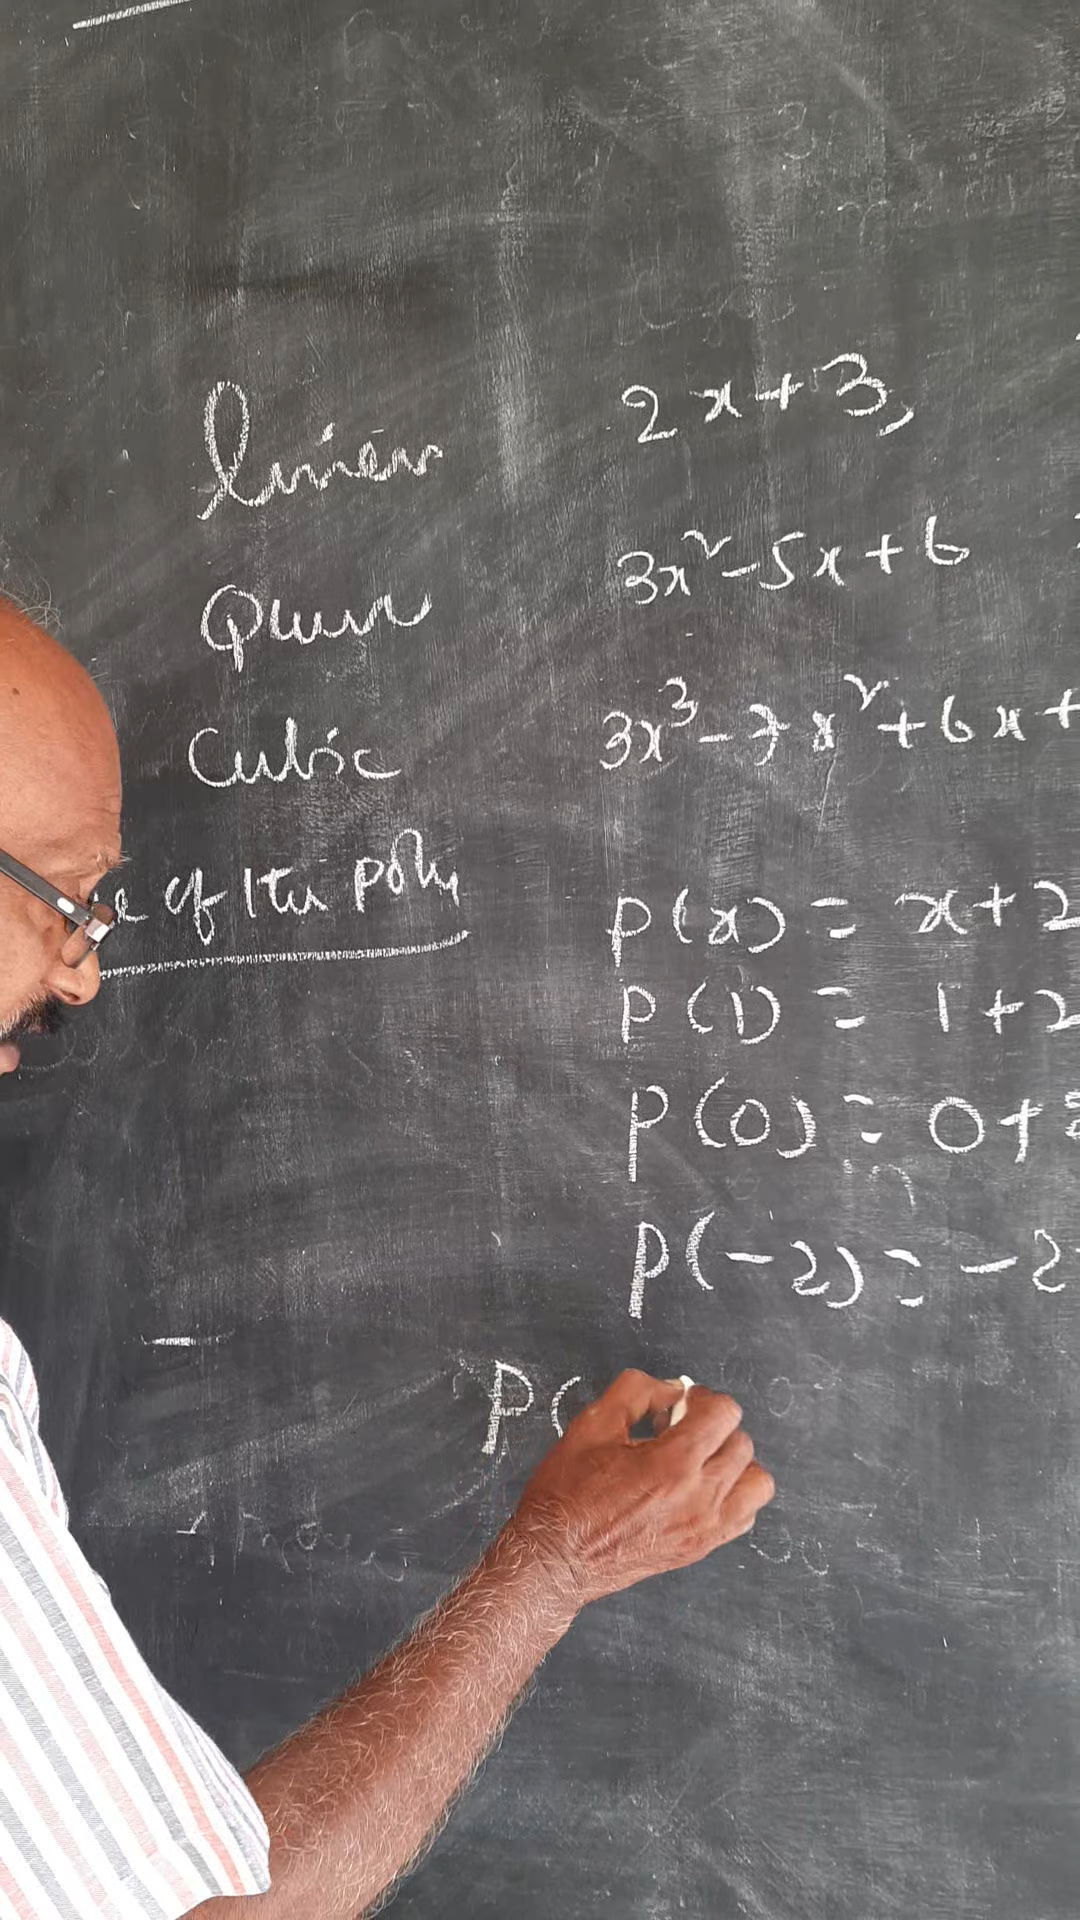 linear 2x+3,
3x²-5x+6
Cubic 3x³-7x²+6x+
of the poly
P(x) = x+2
P(1) = 1+2
P(0) = 0+2
P(-2) = -2
P(